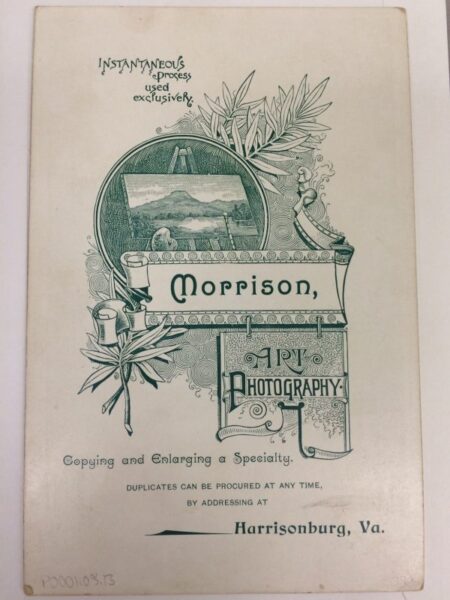 INSTANTANEOUS
Process
used
exclusively.
Morrison,
ART
PHOTOGRAPHY.
Copying and Enlarging a Specialty.
DUPLICATES CAN BE PROCURED AT ANY TIME,
BY ADDRESSING AT
Harrisonburg, Va.